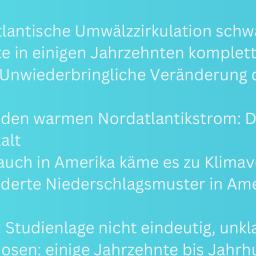 tlantische Umwälzzirkulation schwä
te in einigen Jahrzehnten komplett
Unwiederbringliche Veränderung d
den warmen Nordatlantikstrom: D
alt
auch in Amerika käme es zu Klimav
derte Niederschlagsmuster in Ame
Studienlage nicht eindeutig, unkla
osen: einige Jahrzehnte bis Jahrhu